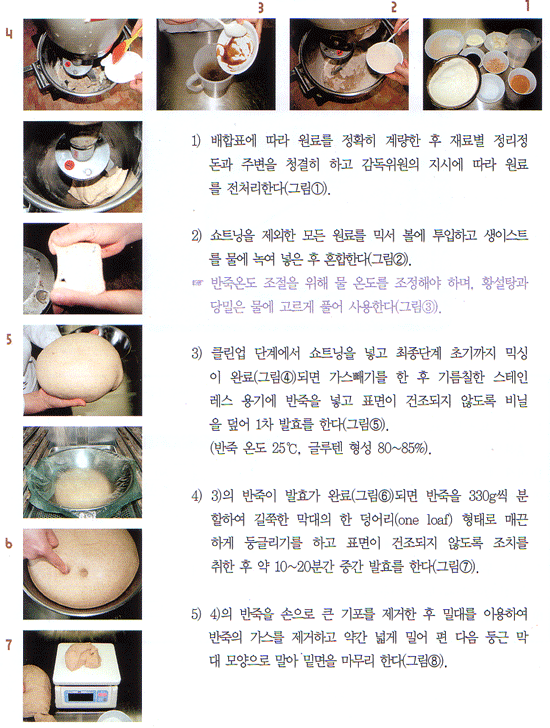 4 3 2 1
1) 배합표에 따라 원료를 정확히 계량한 후 재료별 정리정
돈과 주변을 청결히 하고 감독위원의 지시에 따라 원료
를 전처리한다(그림①).
2) 쇼트닝을 제외한 모든 원료를 믹서 볼에 투입하고 생이스트
를 물에 녹여 넣은 후 혼합한다(그림②).
☞ 반죽온도 조절을 위해 물 온도를 조정해야 하며, 황설탕과
당밀은 물에 고르게 풀어 사용한다(그림③).
5
3) 클린업 단계에서 쇼트닝을 넣고 최종단계 초기까지 믹싱
이 완료(그림④)되면 가스빼기를 한 후 기름칠한 스테인
레스 용기에 반죽을 넣고 표면이 건조되지 않도록 비닐
을 덮어 1차 발효를 한다(그림⑤).
(반죽 온도 25℃, 글루텐 형성 80~85%).
4) 3)의 반죽이 발효가 완료(그림⑥)되면 반죽을 330g씩 분
할하여 길쭉한 막대의 한 덩어리(one loaf) 형태로 매끈
하게 둥글리기를 하고 표면이 건조되지 않도록 조치를
취한 후 약 10~20분간 중간 발효를 한다(그림⑦).
6
5) 4)의 반죽을 손으로 큰 기포를 제거한 후 밀대를 이용하여
반죽의 가스를 제거하고 약간 넓게 밀어 편 다음 둥근 막
대 모양으로 말아 밑면을 마무리 한다(그림⑧).
7